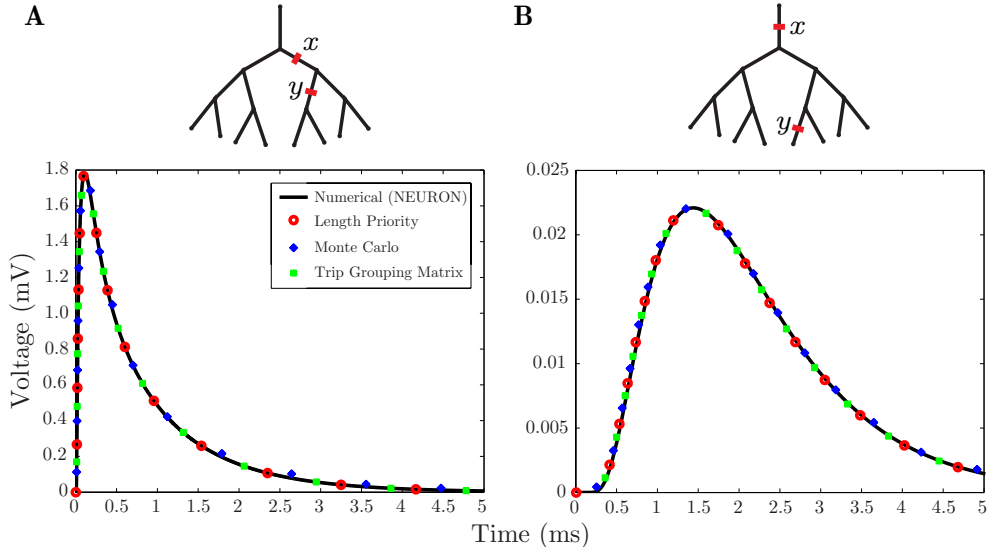 A
x
y
B
x
y
Voltage (mV)
1.8
1.6
1.4
1.2
1
0.8
0.6
0.4
0.2
0
Numerical (NEURON)
Length Priority
Monte Carlo
Trip Grouping Matrix
0 0.5 1 1.5 2 2.5 3 3.5 4 4.5 5
0.025
0.02
0.015
0.01
0.005
0
0 0.5 1 1.5 2 2.5 3 3.5 4 4.5 5
Time (ms)